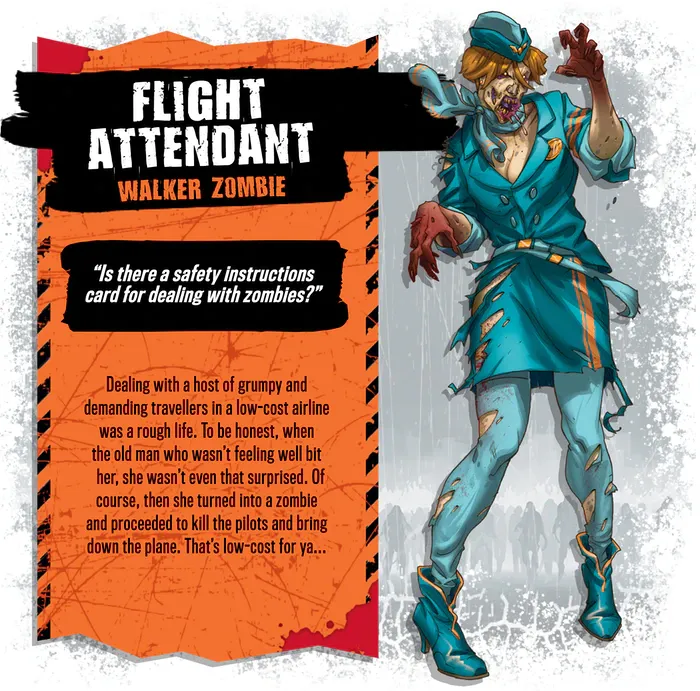 FLIGHT
ATTENDANT
WALKER ZOMBIE
“Is there a safety instructions
card for dealing with zombies?”
Dealing with a host of grumpy and
demanding travellers in a low-cost airline
was a rough life. To be honest, when
the old man who wasn’t feeling well bit
her, she wasn’t even that surprised. Of
course, then she turned into a zombie
and proceeded to kill the pilots and bring
down the plane. That’s low-cost for ya...